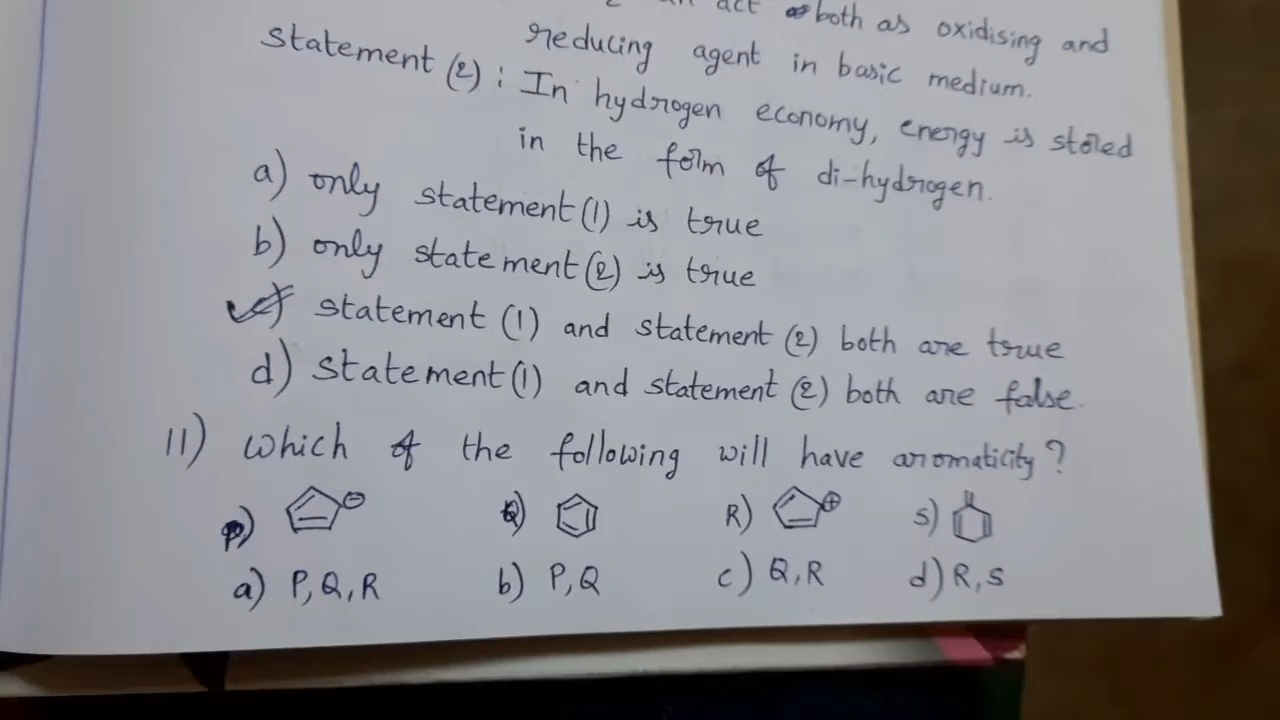 act both as oxidising and
reducing agent in basic medium.
Statement (2) : In hydrogen economy, energy is stored
in the form of di-hydrogen.
a) only statement (1) is true
b) only statement (2) is true
statement (1) and statement (2) both are true
d) Statement (1) and statement (2) both are false.
11) Which of the following will have aromaticity?
P) ⊖ Q) R) ⊕ S)
a) P,Q,R b) P,Q c) Q,R d) R,S